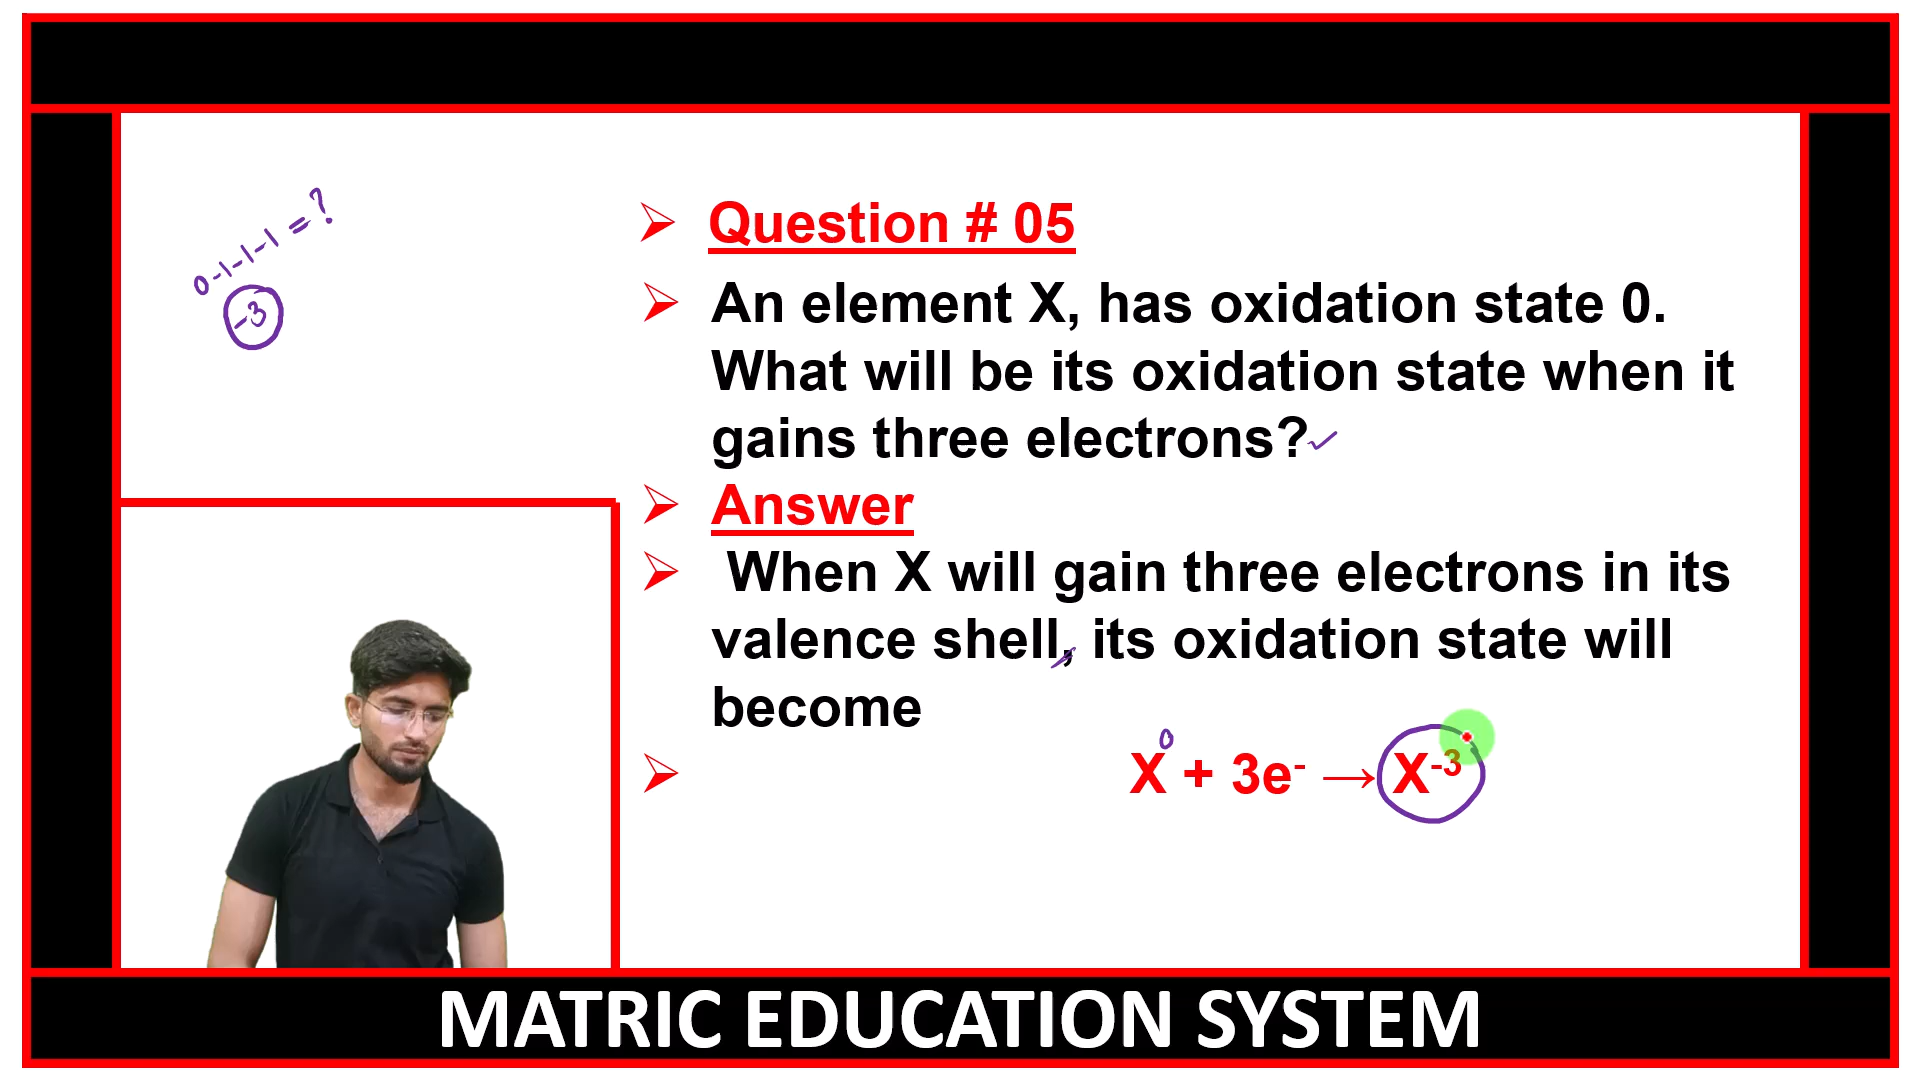 0-1-1-1=?
-3
Question # 05
An element X, has oxidation state 0.
What will be its oxidation state when it
gains three electrons?
Answer
When X will gain three electrons in its
valence shell, its oxidation state will
become
X⁰ + 3e⁻ → X⁻³
MATRIC EDUCATION SYSTEM